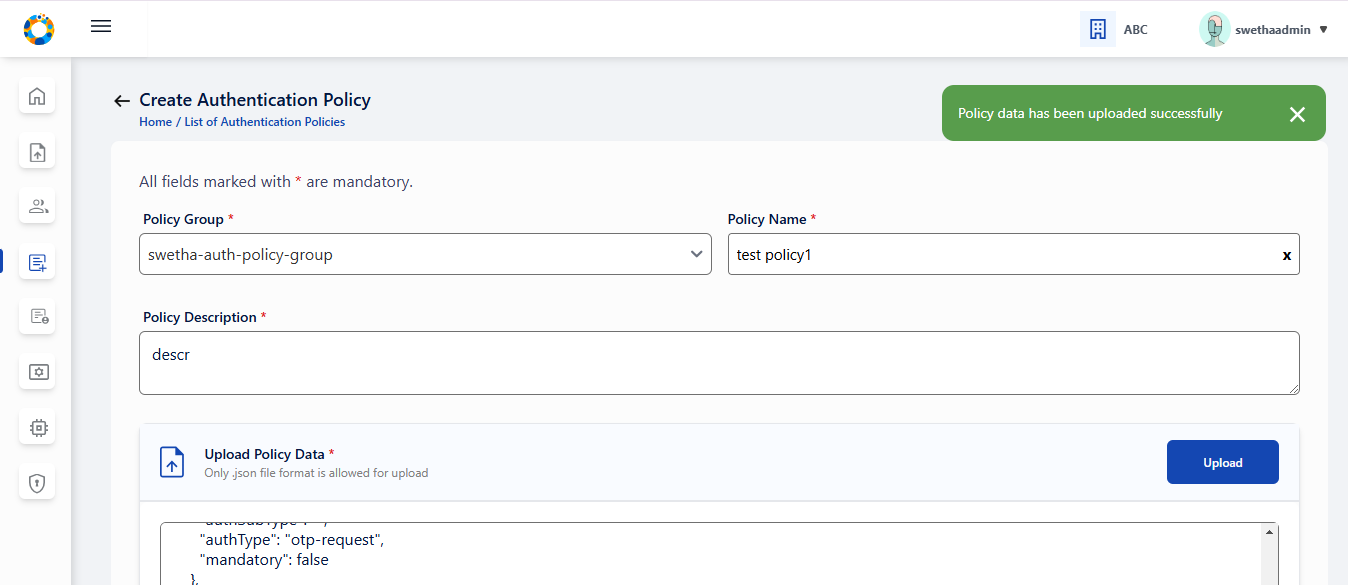 ABC
swethaadmin
Create Authentication Policy
Home / List of Authentication Policies
Policy data has been uploaded successfully
All fields marked with * are mandatory.
Policy Group *
Policy Name *
swetha-auth-policy-group
test policy1
x
Policy Description *
descr
Upload Policy Data *
Only .json file format is allowed for upload
Upload
"authType": "otp-request",
"mandatory": false
},